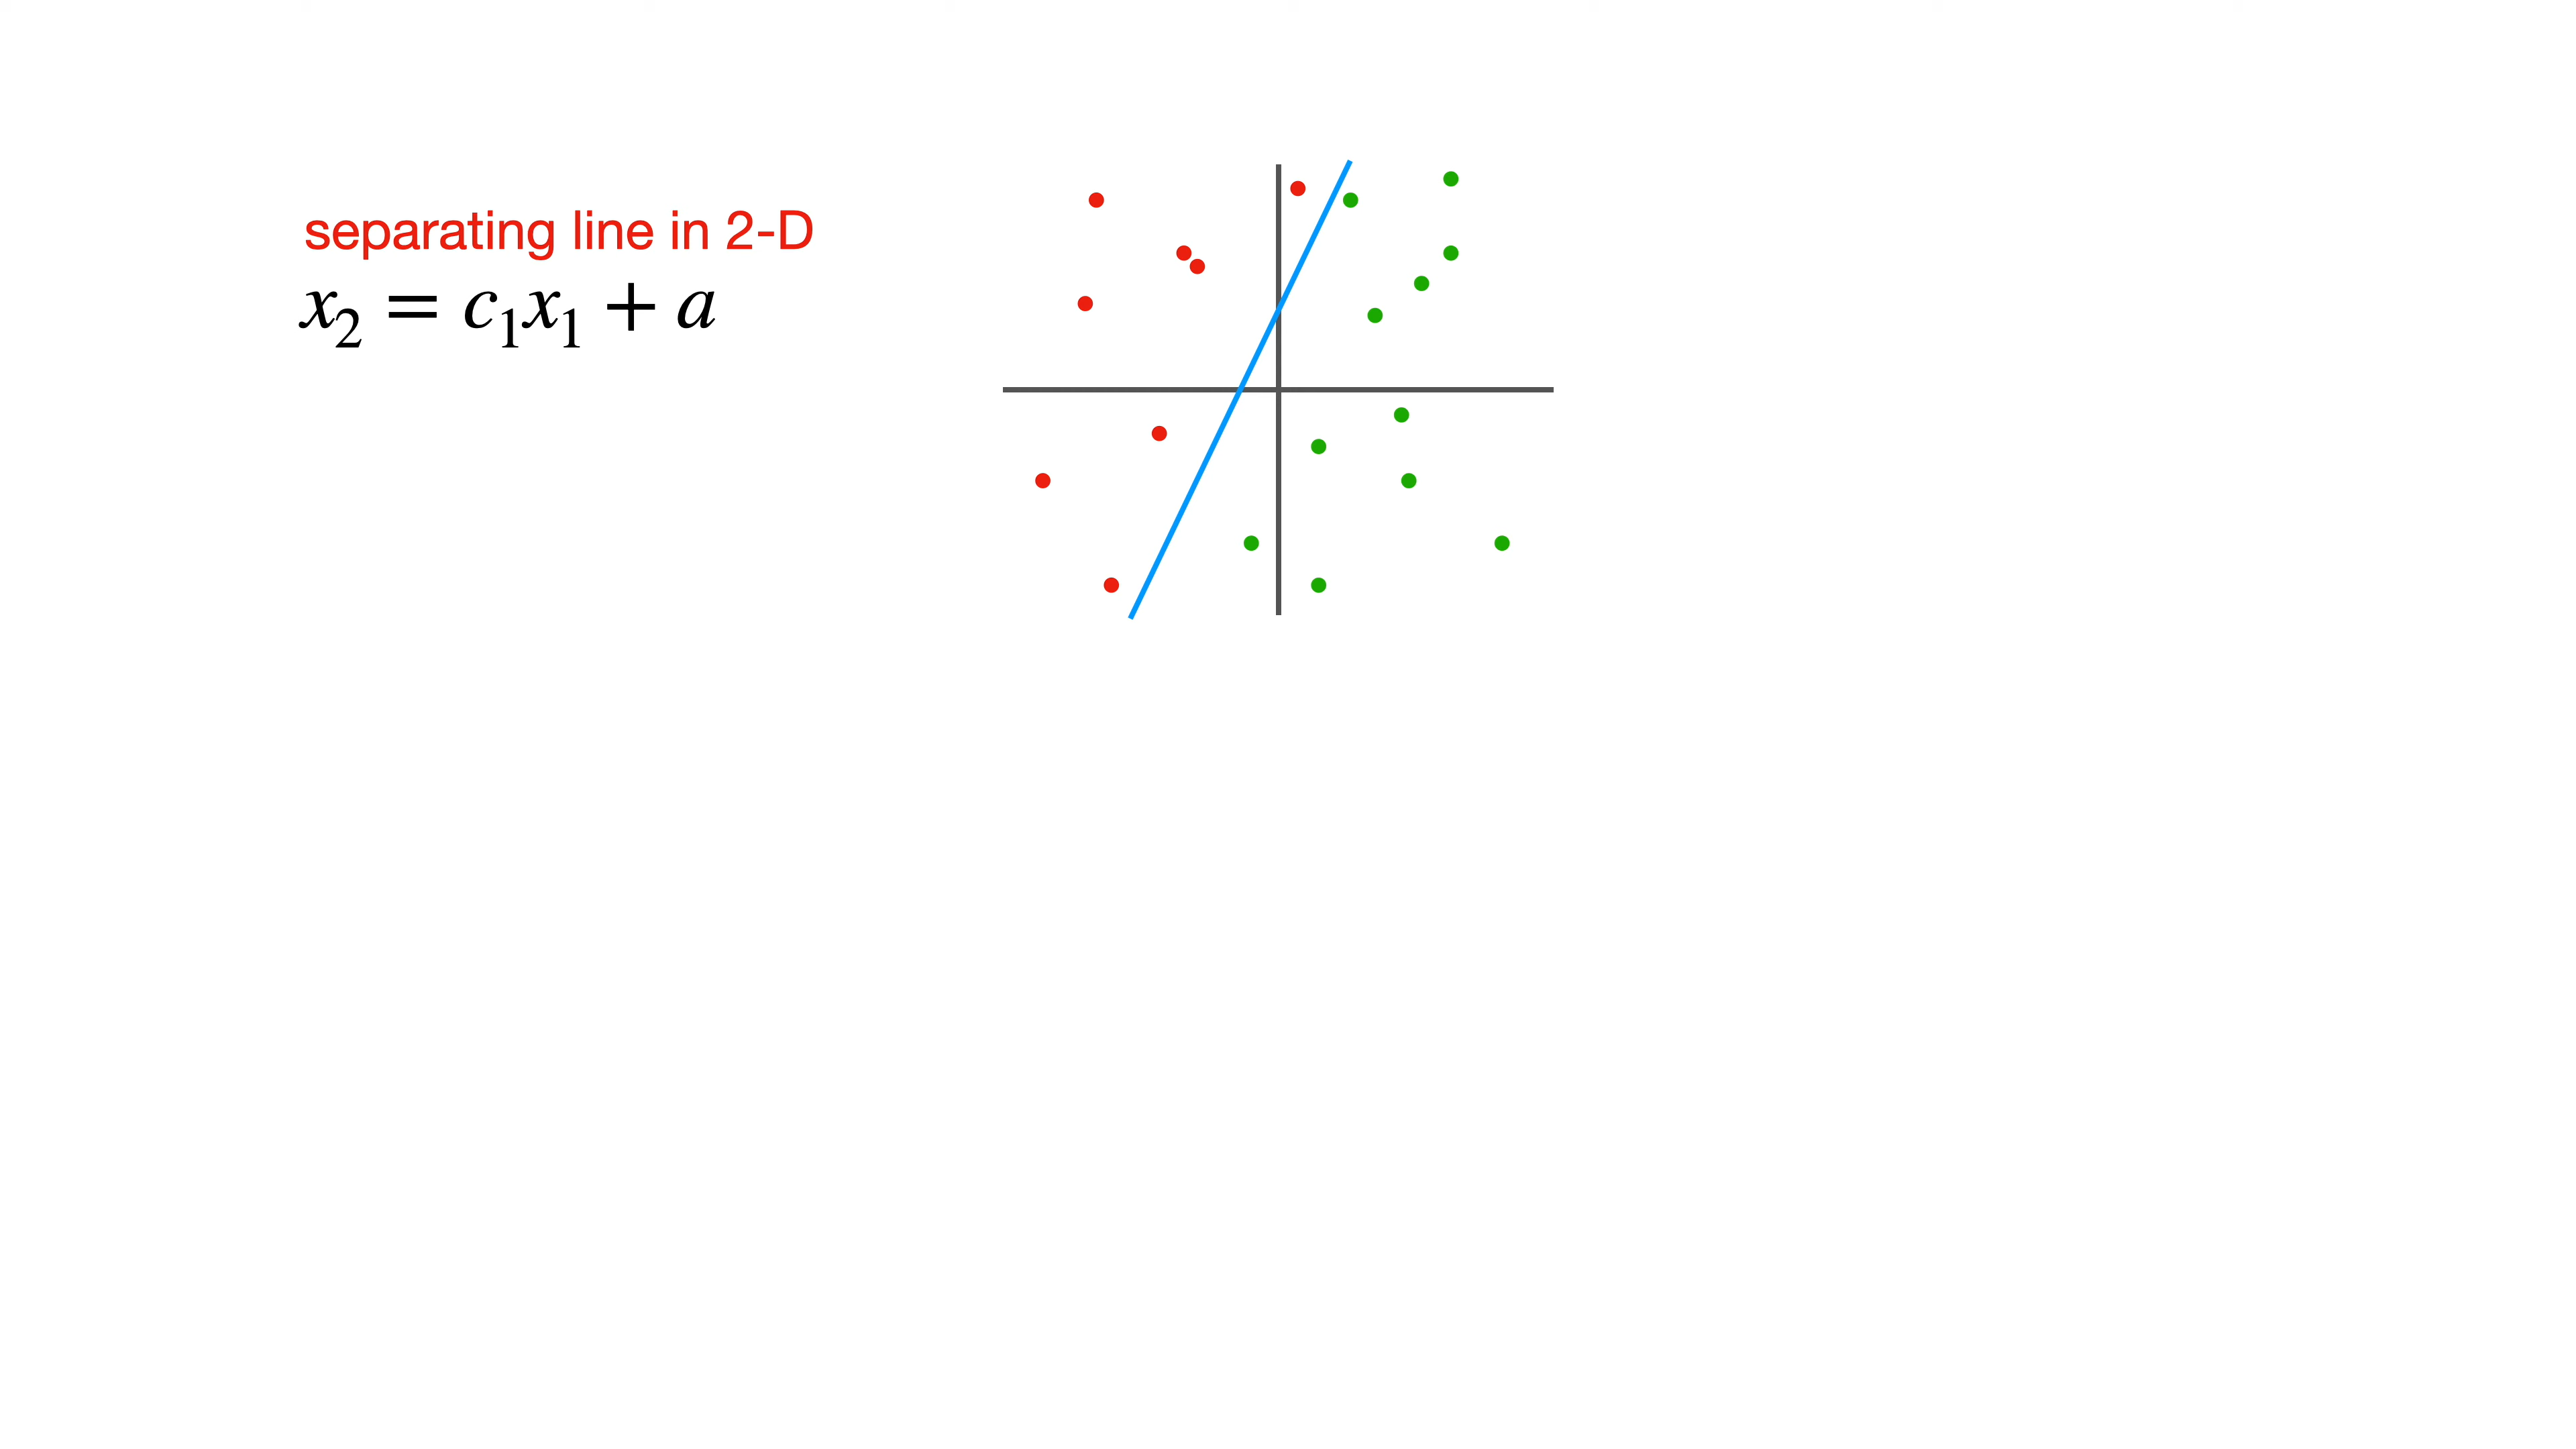 separating line in 2-D
x₂ = c₁x₁ + a